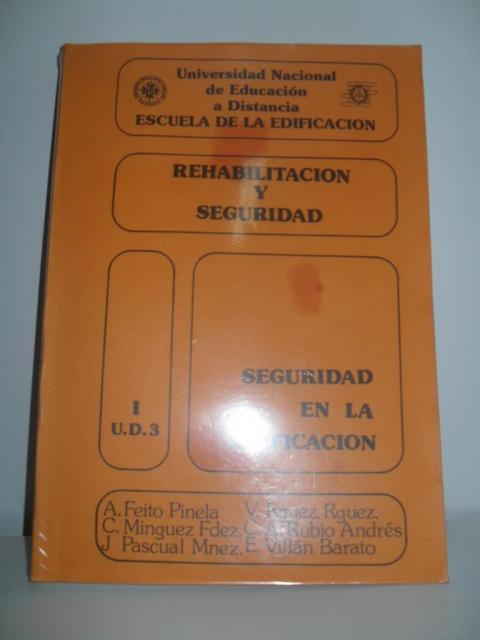 Universidad Nacional
de Educación
a Distancia
ESCUELA DE LA EDIFICACION
REHABILITACION
Y
SEGURIDAD
I
U.D.3
SEGURIDAD
EN LA
A. Feito Pinela
C. Minguez Fdez.
J Pascual Mnez.
V. Rguez. Rguez.
C. A. Rubio Andrés
E. Villán Barato